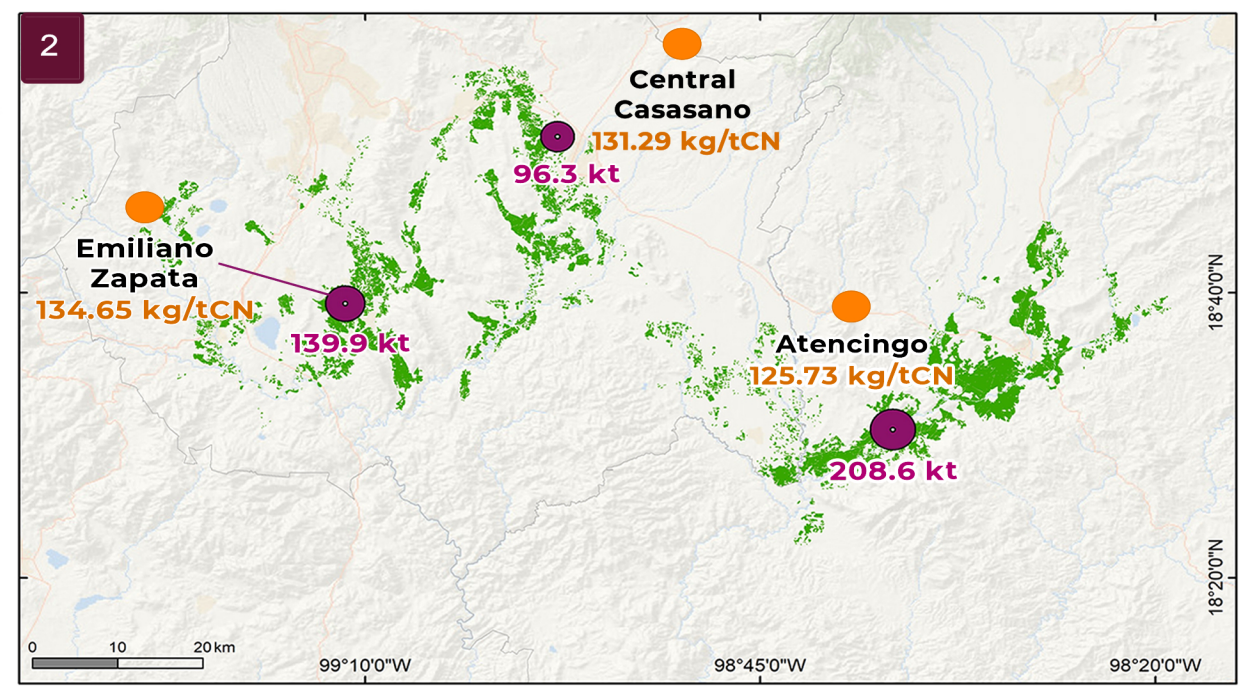 2
Central
Casasano
131.29 kg/tCN
96.3 kt
Emiliano
Zapata
134.65 kg/tCN
139.9 kt
Atencingo
125.73 kg/tCN
208.6 kt
18°40'0"N
18°20'0"N
0 10 20 km
99°10'0"W 98°45'0"W 98°20'0"W